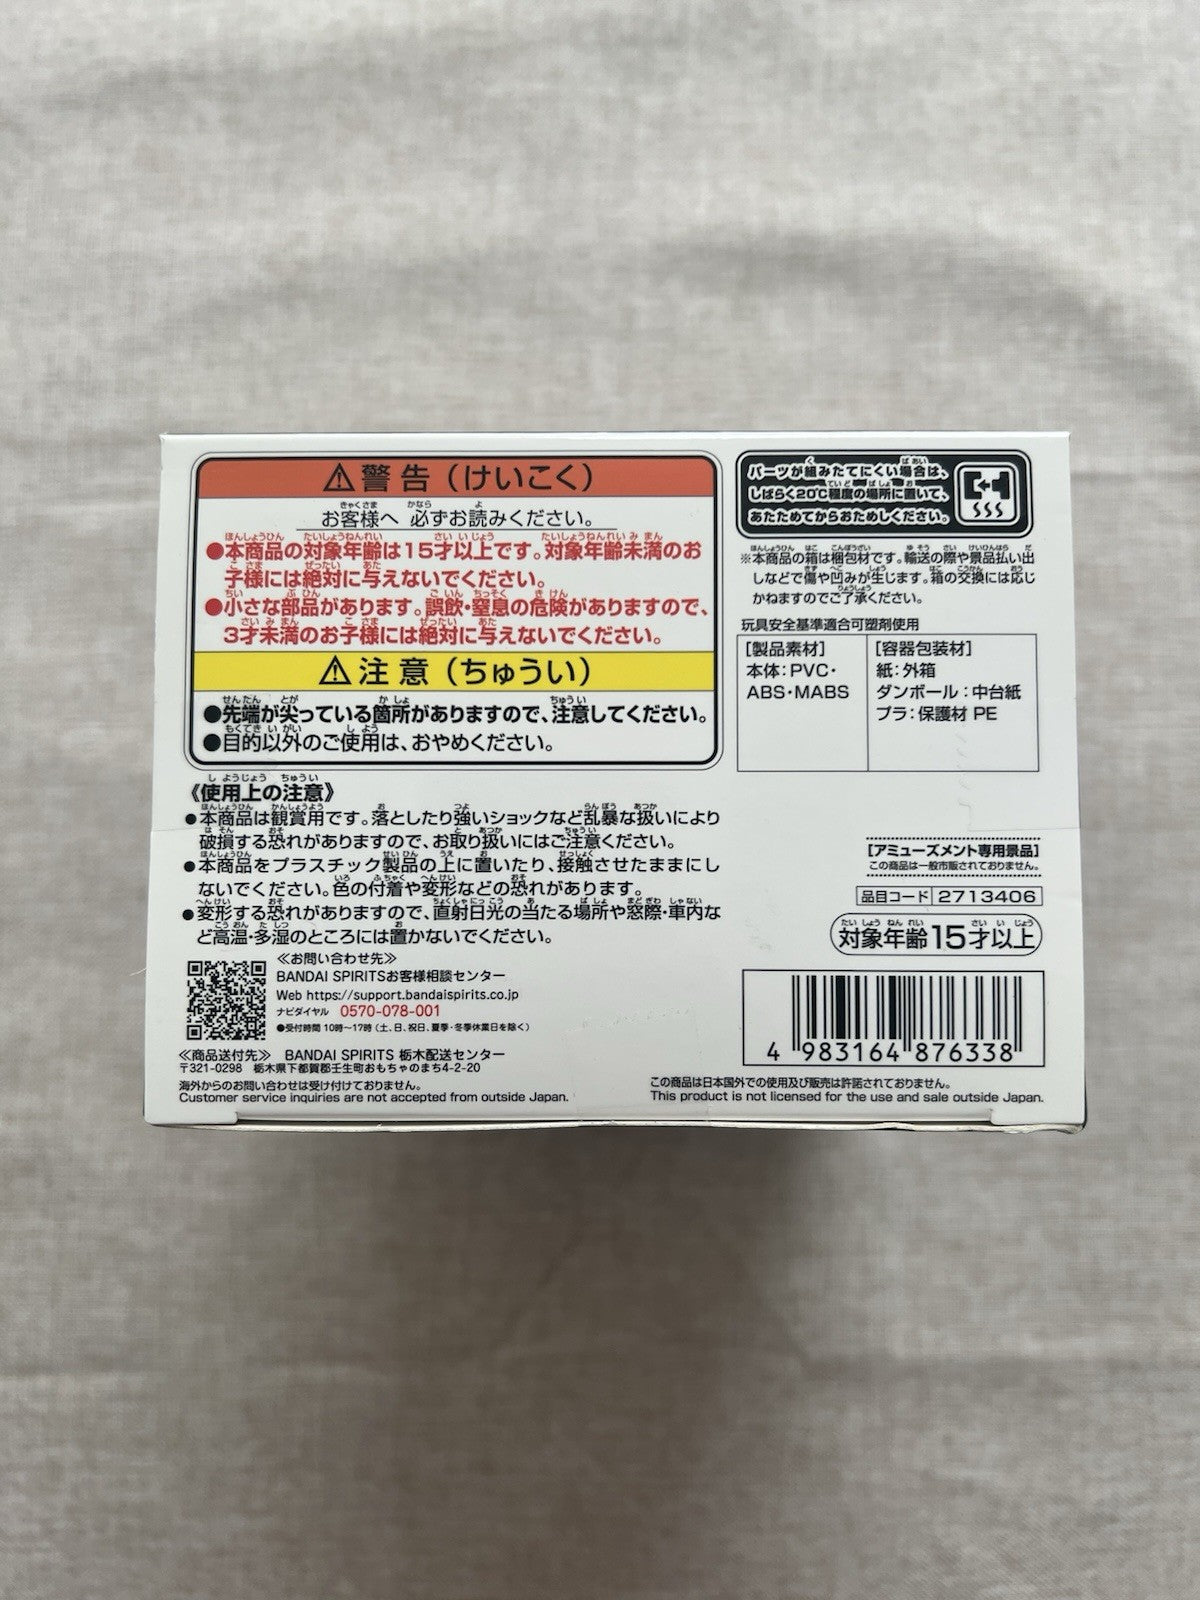 ⚠警告（けいこく）
お客様へ 必ずお読みください。
●本商品の対象年齢は15才以上です。対象年齢未満のお
子様には絶対に与えないでください。
●小さな部品があります。誤飲・窒息の危険がありますので、
3才未満のお子様には絶対に与えないでください。
⚠注意（ちゅうい）
●先端が尖っている箇所がありますので、注意してください。
●目的以外のご使用は、おやめください。
《使用上の注意》
●本商品は観賞用です。落としたり強いショックなど乱暴な扱いにより
破損する恐れがありますので、お取り扱いにはご注意ください。
●本商品をプラスチック製品の上に置いたり、接触させたままにし
ないでください。色の付着や変形などの恐れがあります。
●変形する恐れがありますので、直射日光の当たる場所や窓際・車内な
ど高温・多湿のところには置かないでください。
≪お問い合わせ先≫
BANDAI SPIRITSお客様相談センター
Web https://support.bandaispirits.co.jp
ナビダイヤル 0570-078-001
●受付時間 10時〜17時（土、日、祝日、夏季・冬季休業日を除く）
≪商品送付先≫ BANDAI SPIRITS 栃木配送センター
〒321-0298 栃木県下都賀郡壬生町おもちゃのまち4-2-20
海外からのお問い合わせは受け付けておりません。
Customer service inquiries are not accepted from outside Japan.
パーツが組みたてにくい場合は、
しばらく20℃程度の場所に置いて、
あたためてからおためしください。
※本商品の箱は梱包材です。輸送の際や景品払い出
しなどで傷や凹みが生じます。箱の交換には応じ
かねますのでご了承ください。
玩具安全基準適合可塑剤使用
[製品素材]
本体：PVC・
ABS・MABS
[容器包装材]
紙：外箱
ダンボール：中台紙
プラ：保護材 PE
[アミューズメント専用景品]
この商品は一般市販されておりません。
品目コード 2713406
対象年齢15才以上
4 983164 876338
この商品は日本国外での使用及び販売は許諾されておりません。
This product is not licensed for the use and sale outside Japan.